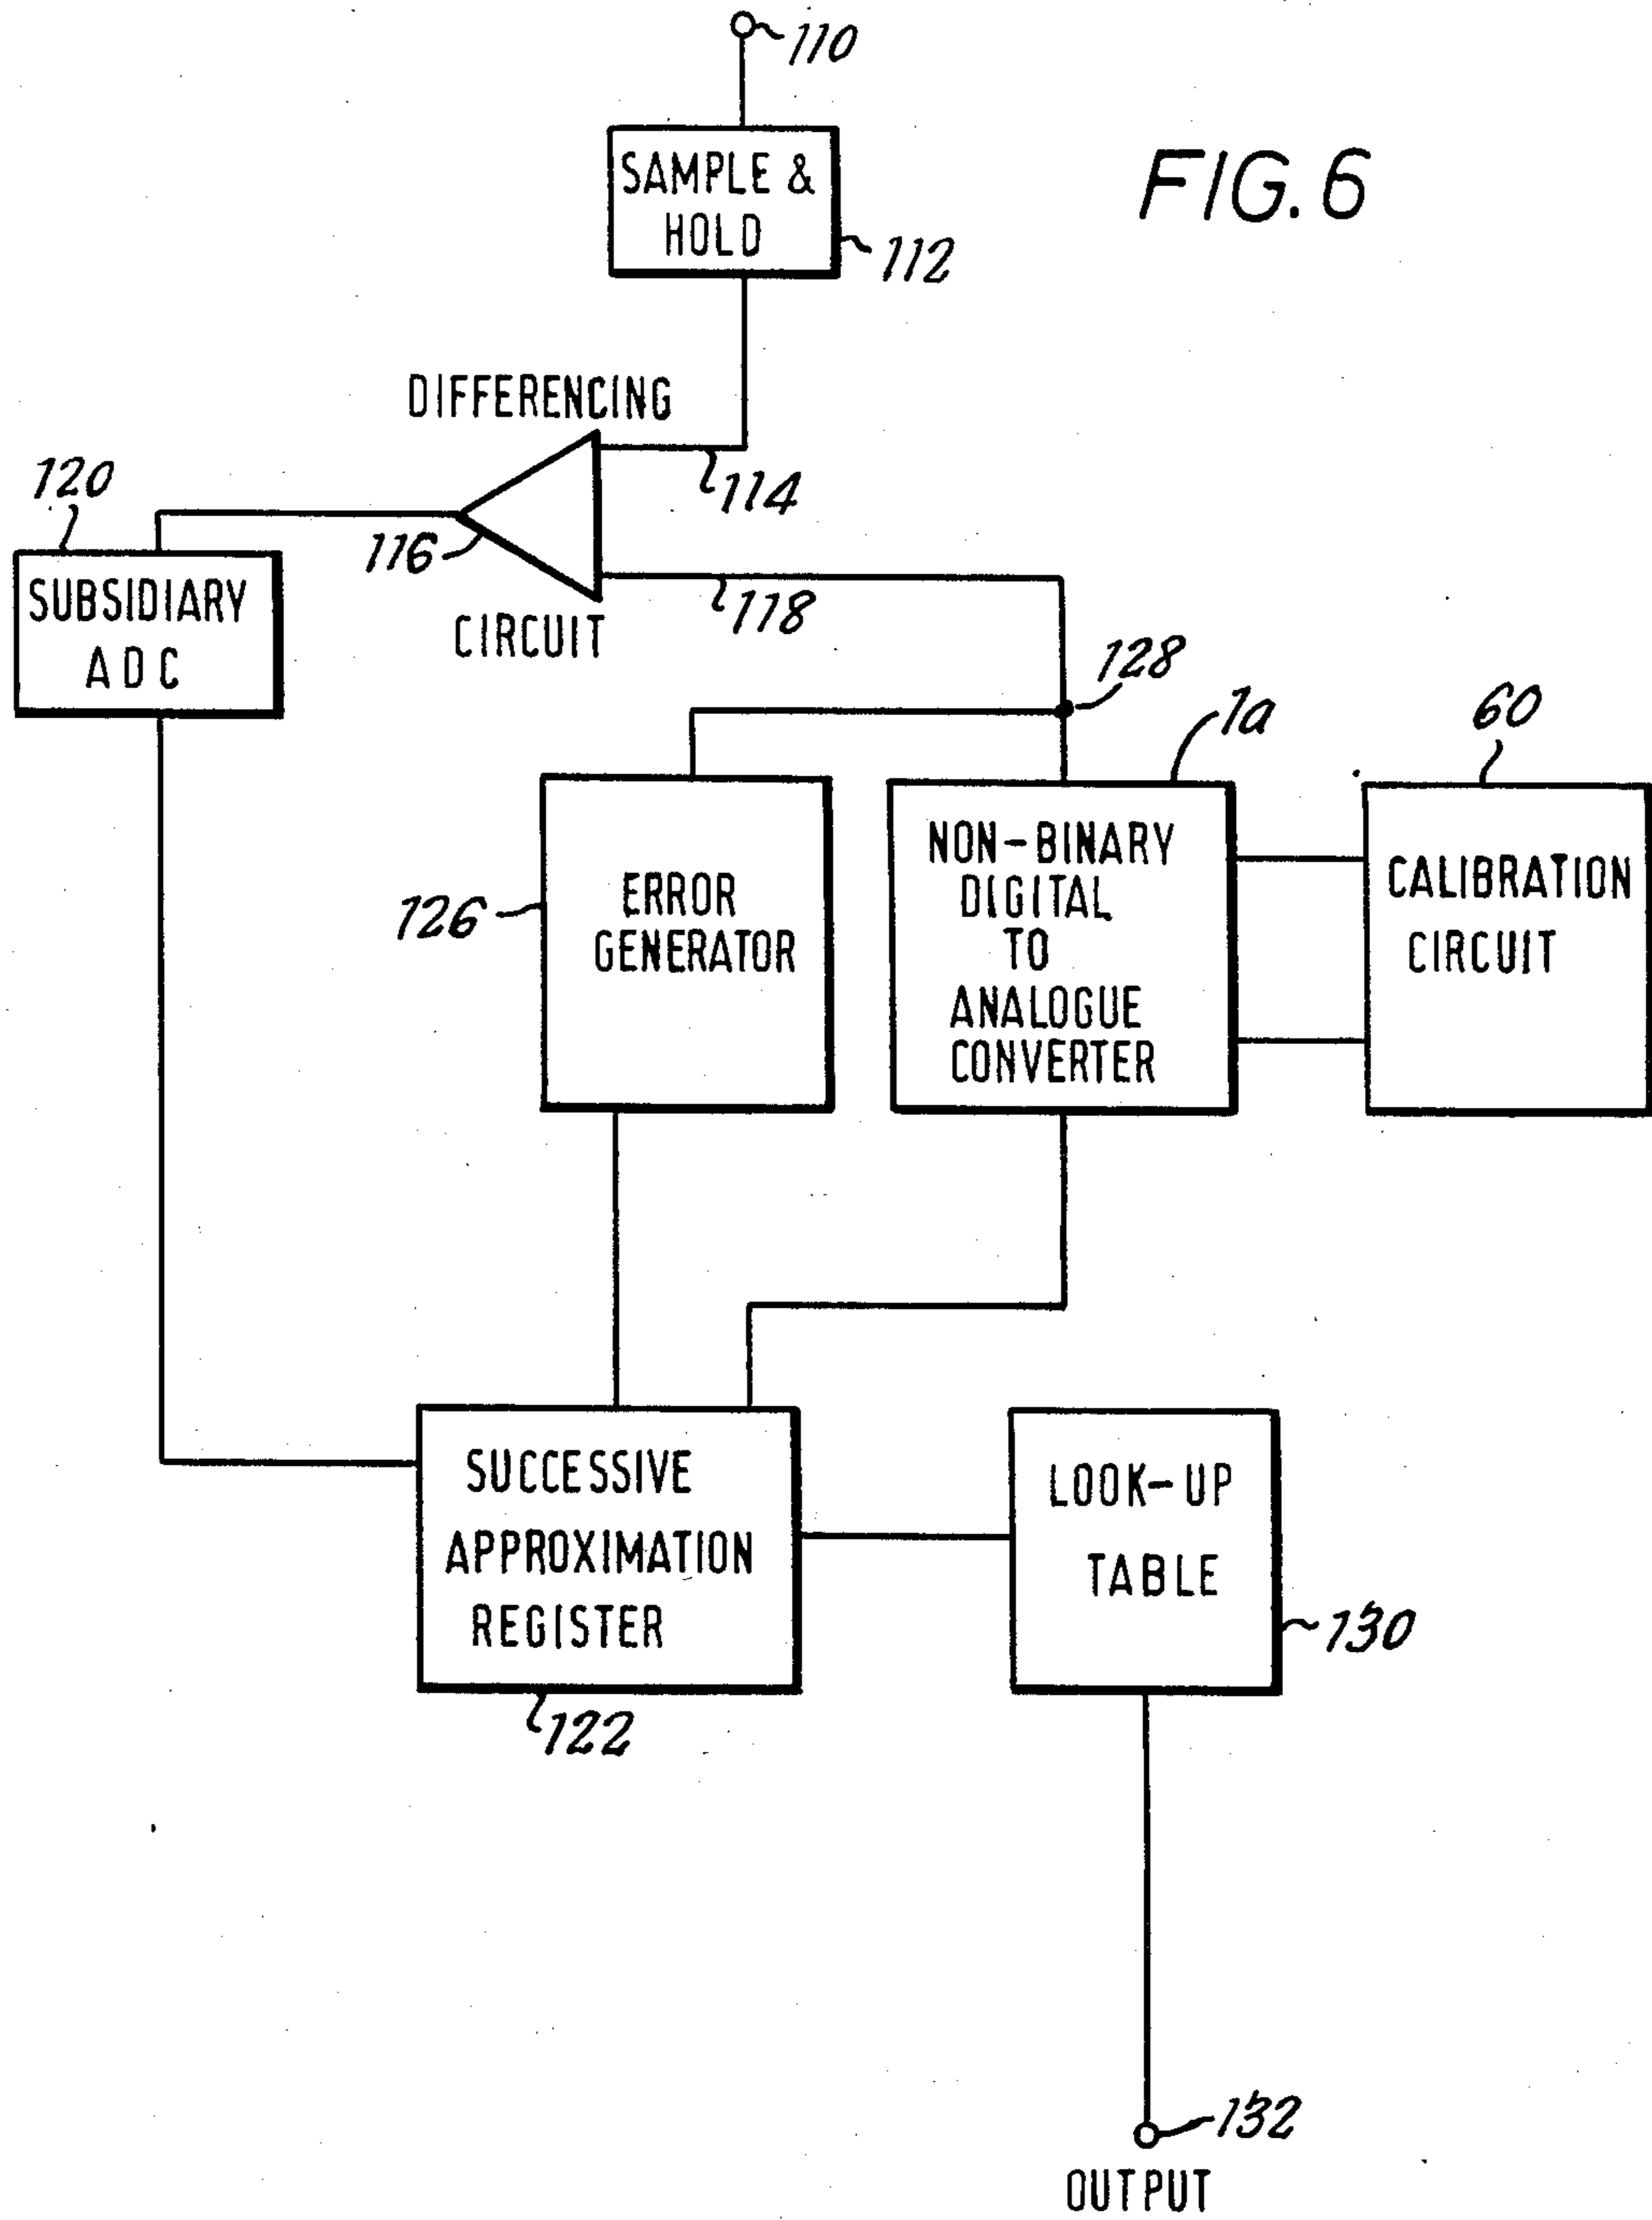 110
SAMPLE &
HOLD
FIG. 6
112
DIFFERENCING
114
120
116
SUBSIDIARY
ADC
118
CIRCUIT
128
1a
60
NON-BINARY
DIGITAL
TO
ANALOGUE
CONVERTER
CALIBRATION
CIRCUIT
126
ERROR
GENERATOR
SUCCESSIVE
APPROXIMATION
REGISTER
LOOK-UP
TABLE
130
122
132
OUTPUT